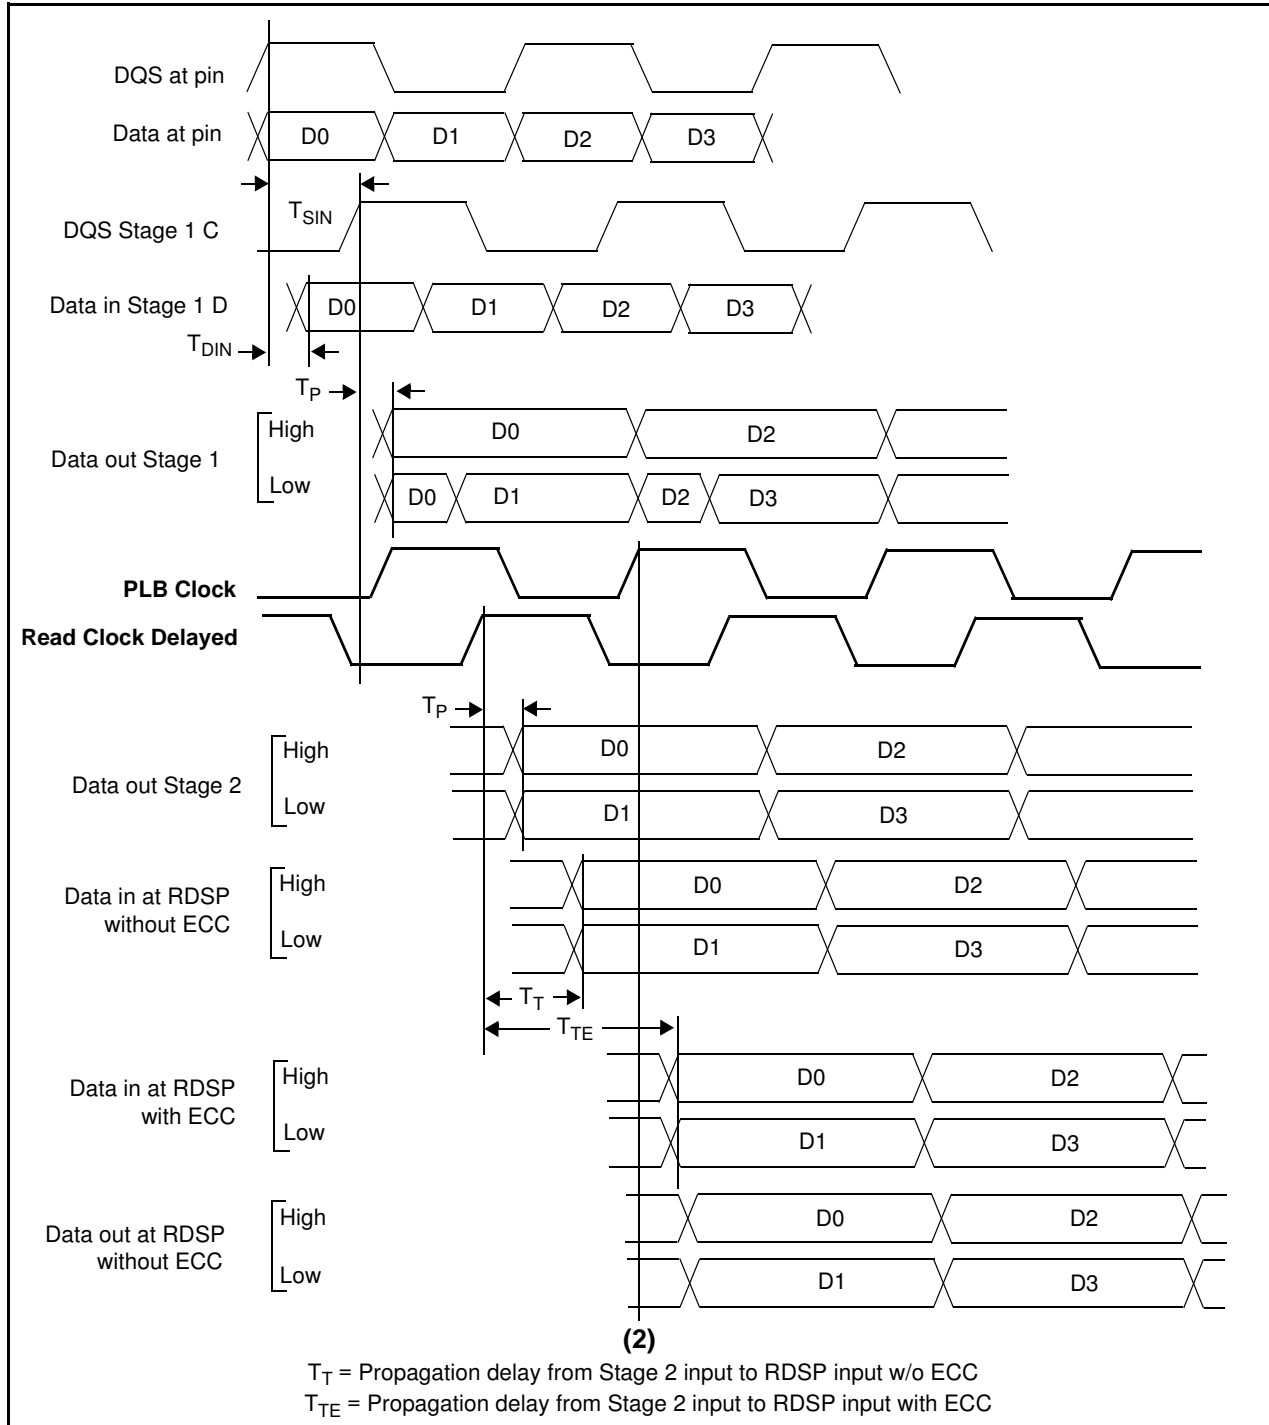 DQS at pin
Data at pin
D0 D1 D2 D3
TSIN
DQS Stage 1 C
Data in Stage 1 D
D0 D1 D2 D3
TDIN
TP
Data out Stage 1
High
D0 D2
Low
D0 D1 D2 D3
PLB Clock
Read Clock Delayed
TP
Data out Stage 2
High
D0 D2
Low
D1 D3
Data in at RDSP
without ECC
High
D0 D2
Low
D1 D3
TT
TTE
Data in at RDSP
with ECC
High
D0 D2
Low
D1 D3
Data out at RDSP
without ECC
High
D0 D2
Low
D1 D3
(2)
TT = Propagation delay from Stage 2 input to RDSP input w/o ECC
TTE = Propagation delay from Stage 2 input to RDSP input with ECC